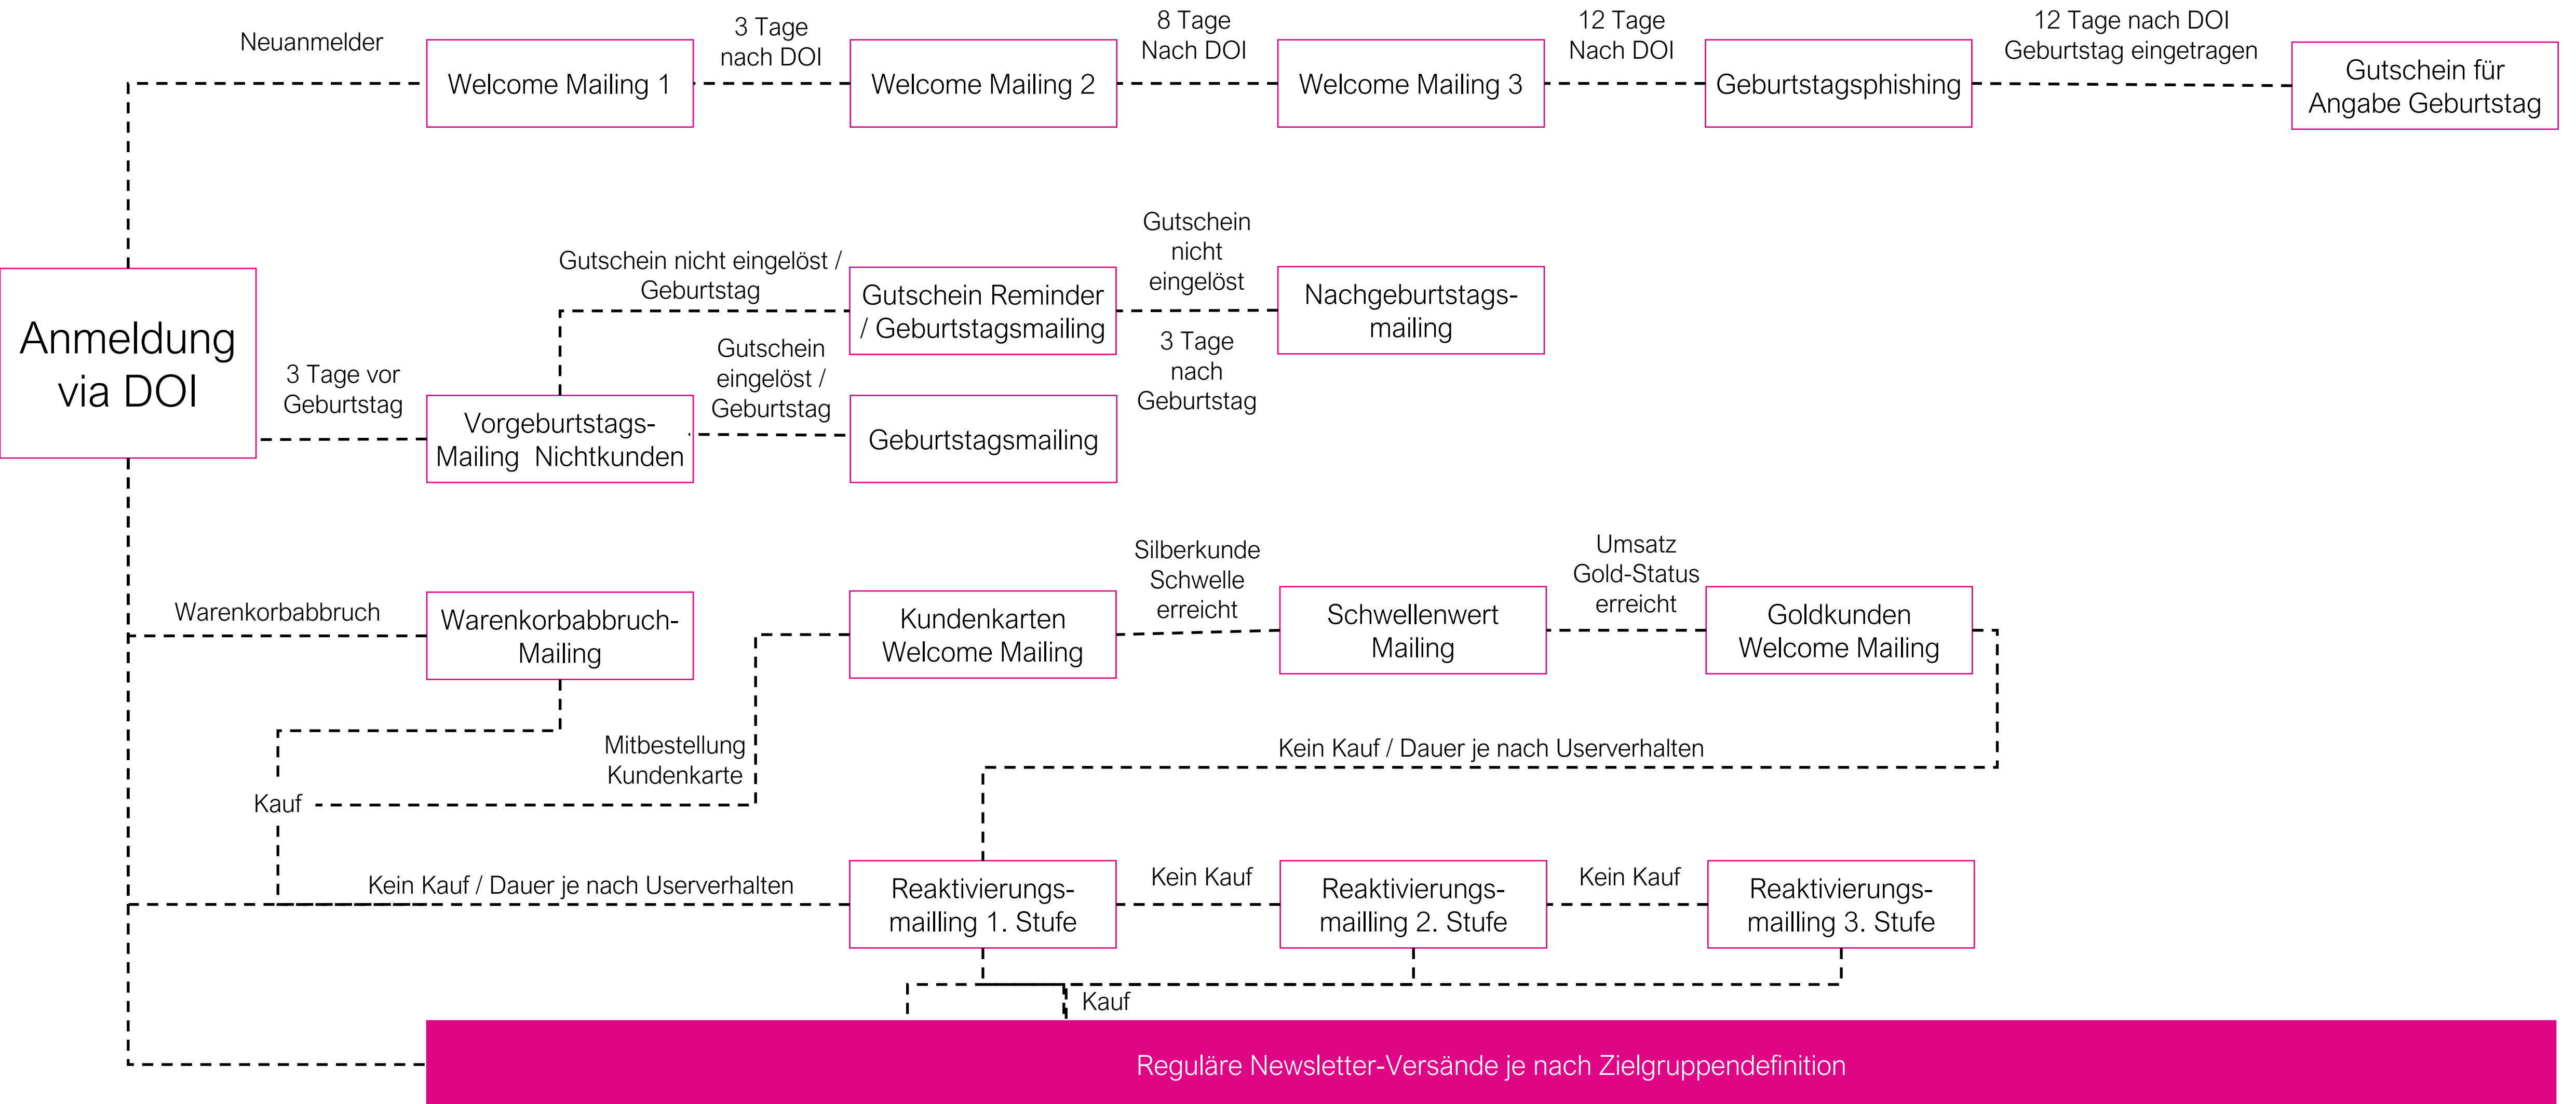 Neuanmelder
Welcome Mailing 1
3 Tage
nach DOI
Welcome Mailing 2
8 Tage
Nach DOI
Welcome Mailing 3
12 Tage
Nach DOI
Geburtstagsphishing
12 Tage nach DOI
Geburtstag eingetragen
Gutschein für
Angabe Geburtstag
Anmeldung
via DOI
3 Tage vor
Geburtstag
Vorgeburtstags-
Mailing Nichtkunden
Gutschein nicht eingelöst /
Geburtstag
Gutschein Reminder
/ Geburtstagsmailing
Gutschein
nicht
eingelöst
3 Tage
nach
Geburtstag
Nachgeburtstags-
mailing
Gutschein
eingelöst /
Geburtstag
Geburtstagsmailing
Warenkorbabbruch
Warenkorbabbruch-
Mailing
Kauf
Mitbestellung
Kundenkarte
Kundenkarten
Welcome Mailing
Silberkunde
Schwelle
erreicht
Schwellenwert
Mailing
Umsatz
Gold-Status
erreicht
Goldkunden
Welcome Mailing
Kein Kauf / Dauer je nach Userverhalten
Kein Kauf / Dauer je nach Userverhalten
Reaktivierungs-
mailling 1. Stufe
Kein Kauf
Reaktivierungs-
mailling 2. Stufe
Kein Kauf
Reaktivierungs-
mailling 3. Stufe
Kauf
Reguläre Newsletter-Versände je nach Zielgruppendefinition